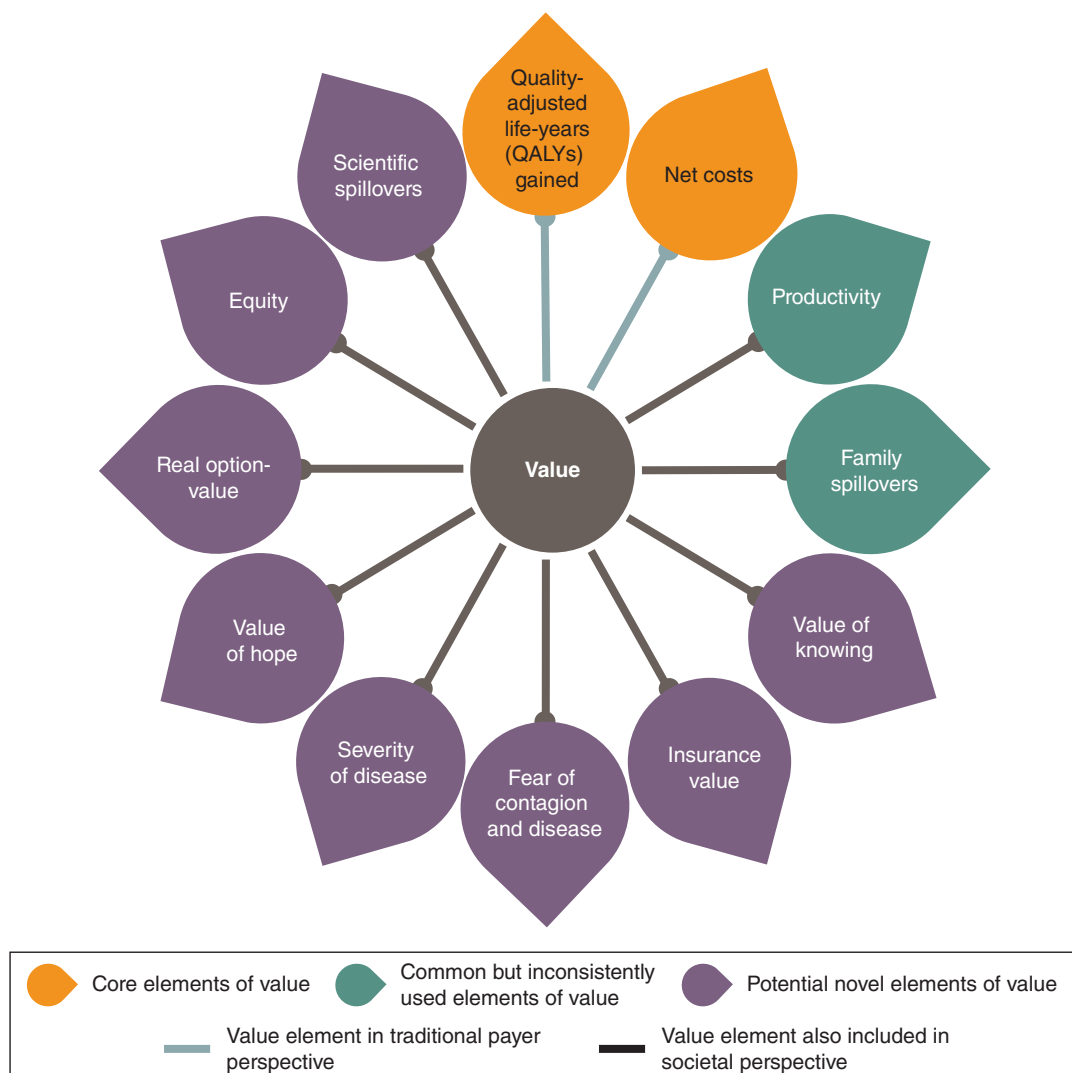 Quality-
adjusted
life-years
(QALYs)
gained
Net costs
Productivity
Family
spillovers
Value of
knowing
Insurance
value
Fear of
contagion
and disease
Severity
of disease
Value
of hope
Real option-
value
Equity
Scientific
spillovers
Value
Core elements of value
Common but inconsistently
used elements of value
Potential novel elements of value
Value element in traditional payer
perspective
Value element also included in
societal perspective